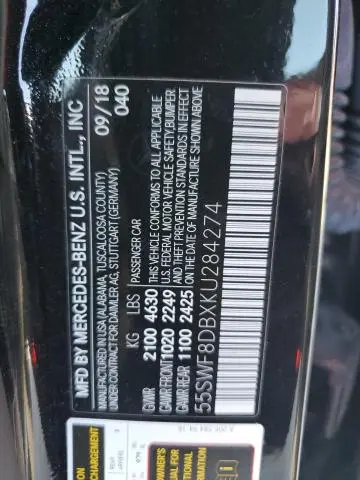 MFD BY MERCEDES-BENZ U.S. INTL., INC
MANUFACTURED IN USA (ALABAMA, TUSCALOOSA COUNTY) 09/18
UNDER CONTRACT FOR DAIMLER AG, STUTTGART (GERMANY) 040
PASSENGER CAR
KG LBS
GVWR 2100 4630 THIS VEHICLE CONFORMS TO ALL APPLICABLE
GAWR FRONT 1020 2249 U.S. FEDERAL MOTOR VEHICLE SAFETY, BUMPER
GAWR REAR 1100 2425 AND THEFT PREVENTION STANDARDS IN EFFECT
ON THE DATE OF MANUFACTURE SHOWN ABOVE
55SWF8DBXKU284274